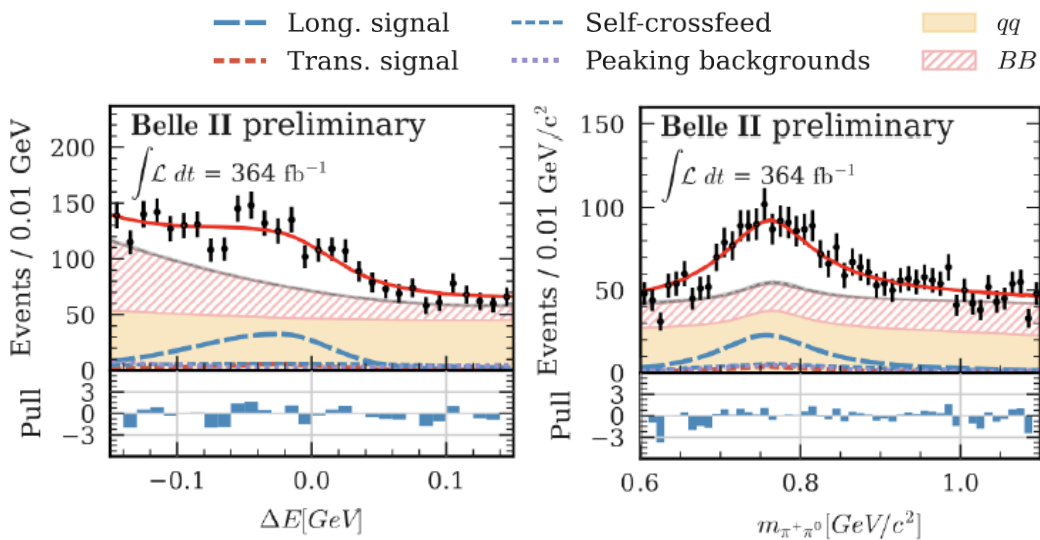 Long. signal
Trans. signal
Self-crossfeed
Peaking backgrounds
qq
BB
Belle II preliminary
∫ℒ dt = 364 fb⁻¹
Events / 0.01 GeV
200
150
100
50
0
Pull
3
0
−3
−0.1
0.0
0.1
ΔE[GeV]
Belle II preliminary
∫ℒ dt = 364 fb⁻¹
Events / 0.01 GeV/c²
150
100
50
0
Pull
3
0
−3
0.6
0.8
1.0
m_{π⁺π⁰}[GeV/c²]